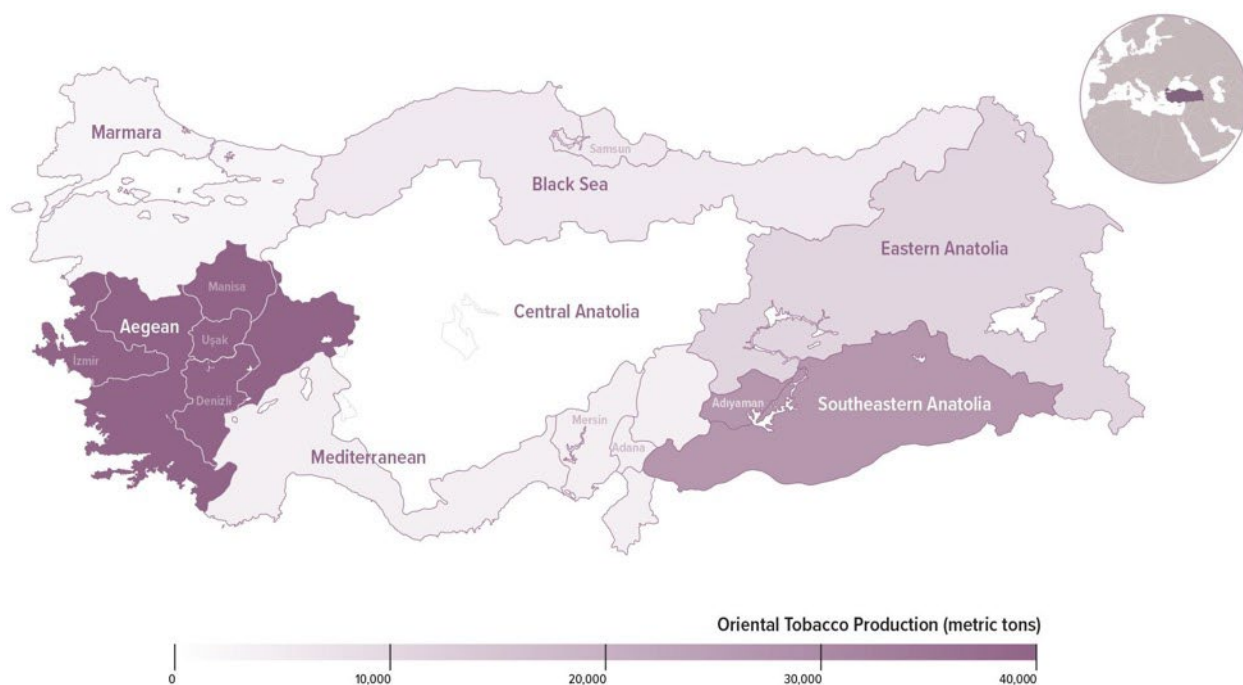 Marmara
Samsun
Black Sea
Eastern Anatolia
Manisa
Central Anatolia
Aegean
Uşak
İzmir
Denizli
Adıyaman
Southeastern Anatolia
Mersin
Adana
Mediterranean
Oriental Tobacco Production (metric tons)
0 10,000 20,000 30,000 40,000